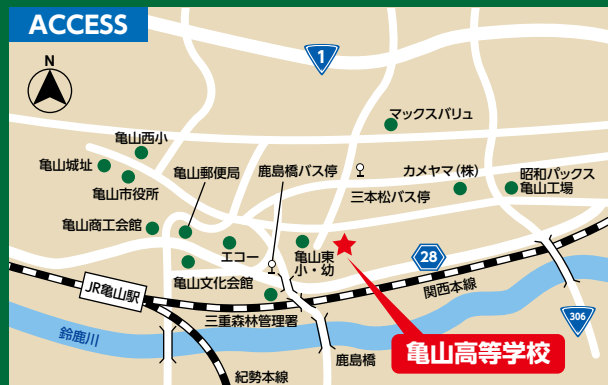 ACCESS
N
1
マックスバリュ
亀山西小
亀山城址
亀山市役所
亀山郵便局
鹿島橋バス停
三本松バス停
カメヤマ(株)
昭和パックス
亀山工場
亀山商工会館
エコー
亀山東
小・幼
亀山文化会館
28
関西本線
JR亀山駅
三重森林管理署
306
鈴鹿川
亀山高等学校
鹿島橋
紀勢本線